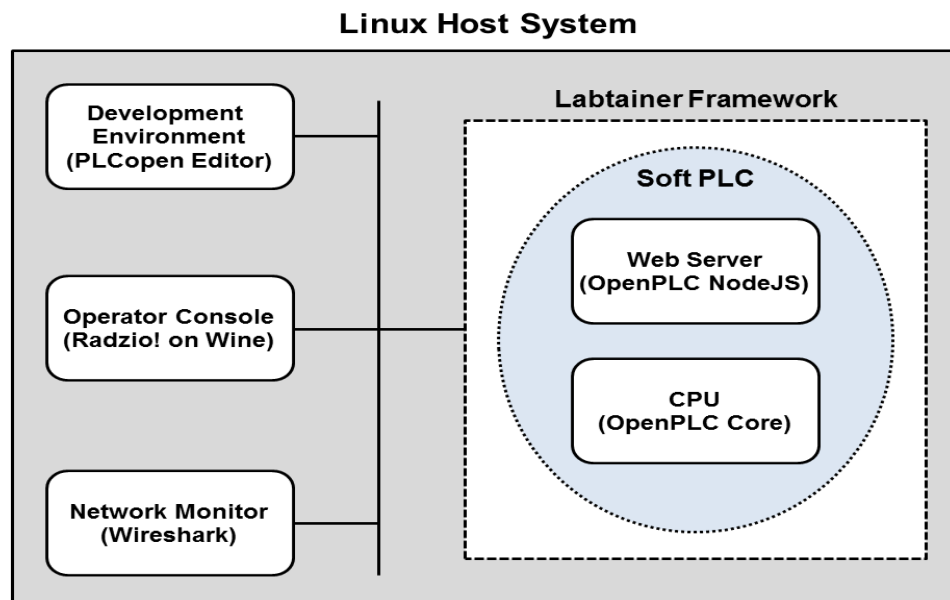 Linux Host System
Development
Environment
(PLCopen Editor)
Operator Console
(Radzio! on Wine)
Network Monitor
(Wireshark)
Labtainer Framework
Soft PLC
Web Server
(OpenPLC NodeJS)
CPU
(OpenPLC Core)